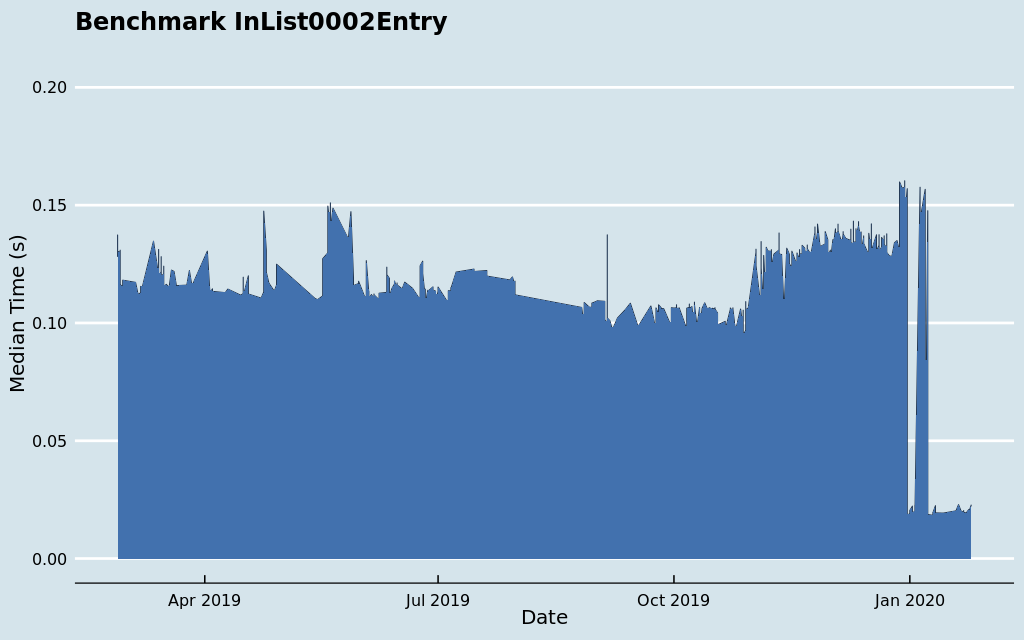 Benchmark InList0002Entry
0.20
0.15
0.10
0.05
0.00
Median Time (s)
Apr 2019
Jul 2019
Oct 2019
Jan 2020
Date